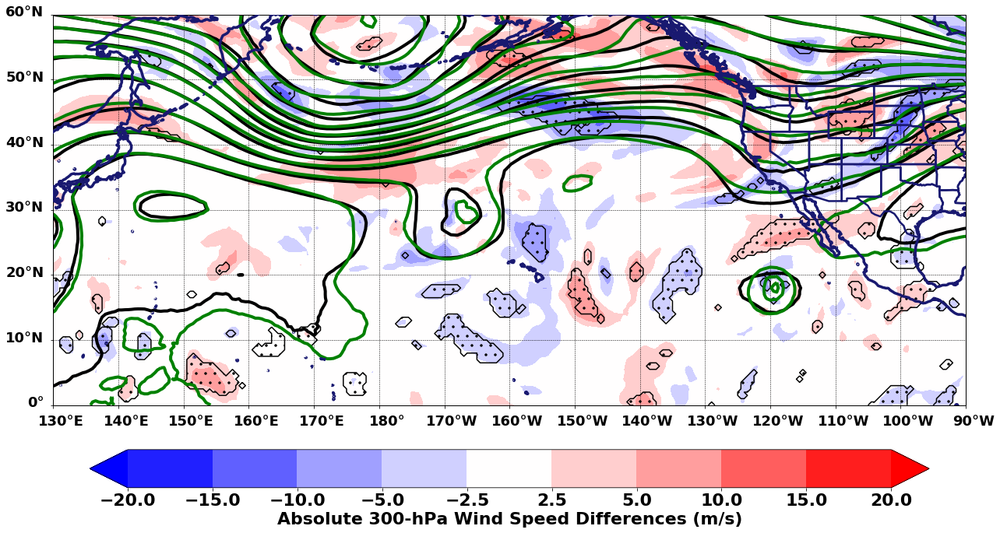 60°N
50°N
40°N
30°N
20°N
10°N
0°
130°E 140°E 150°E 160°E 170°E 180° 170°W 160°W 150°W 140°W 130°W 120°W 110°W 100°W 90°W
−20.0 −15.0 −10.0 −5.0 −2.5 2.5 5.0 10.0 15.0 20.0
Absolute 300-hPa Wind Speed Differences (m/s)